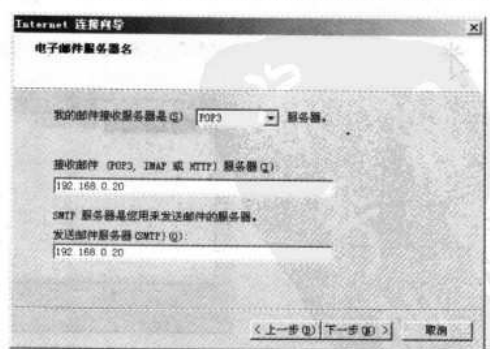 Internet 连接向导
电子邮件服务器名
我的邮件接收服务器是(S) POP3 服务器。
接收邮件 (POP3, IMAP 或 HTTP) 服务器(I)
192.168.0.20
SMTP 服务器是您用来发送邮件的服务器。
发送邮件服务器(SMTP)(O):
192.168.0.20
< 上一步(B) 下一步(N) > 取消